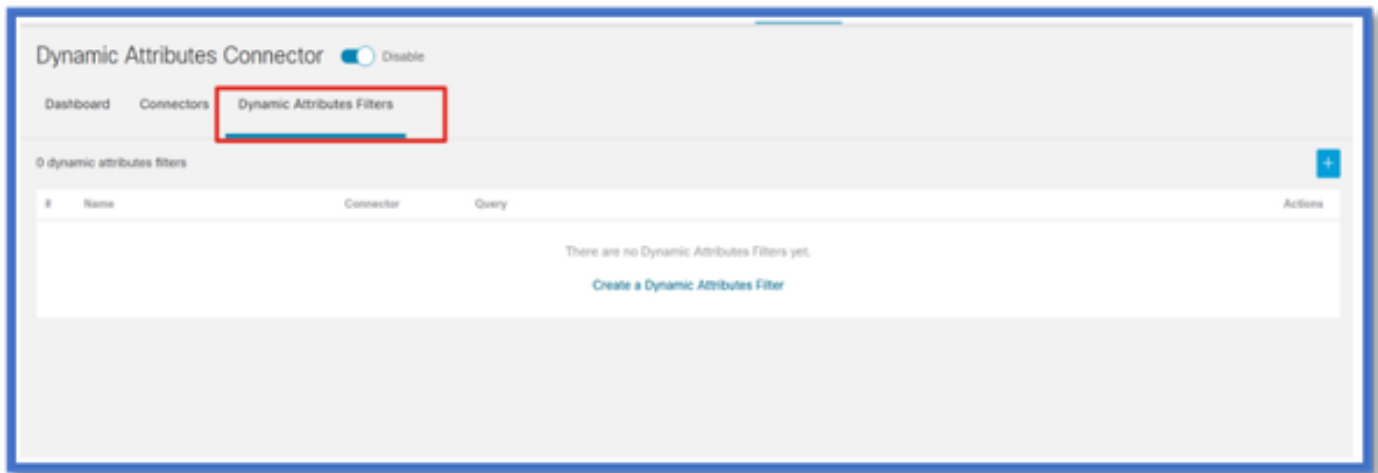 Dynamic Attributes Connector Disable
Dashboard Connectors Dynamic Attributes Filters
0 dynamic attributes filters +
# Name Connector Query Actions
There are no Dynamic Attributes Filters yet.
Create a Dynamic Attributes Filter